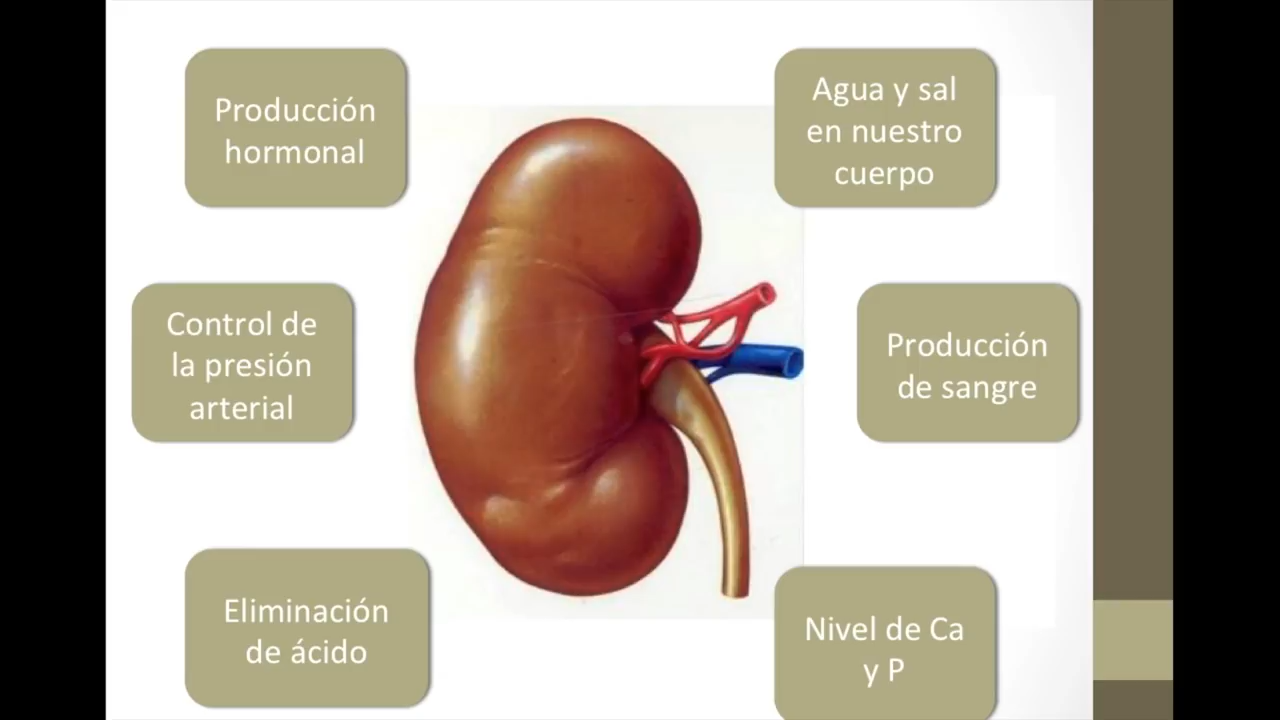 Producción
hormonal
Agua y sal
en nuestro
cuerpo
Control de
la presión
arterial
Producción
de sangre
Eliminación
de ácido
Nivel de Ca
y P